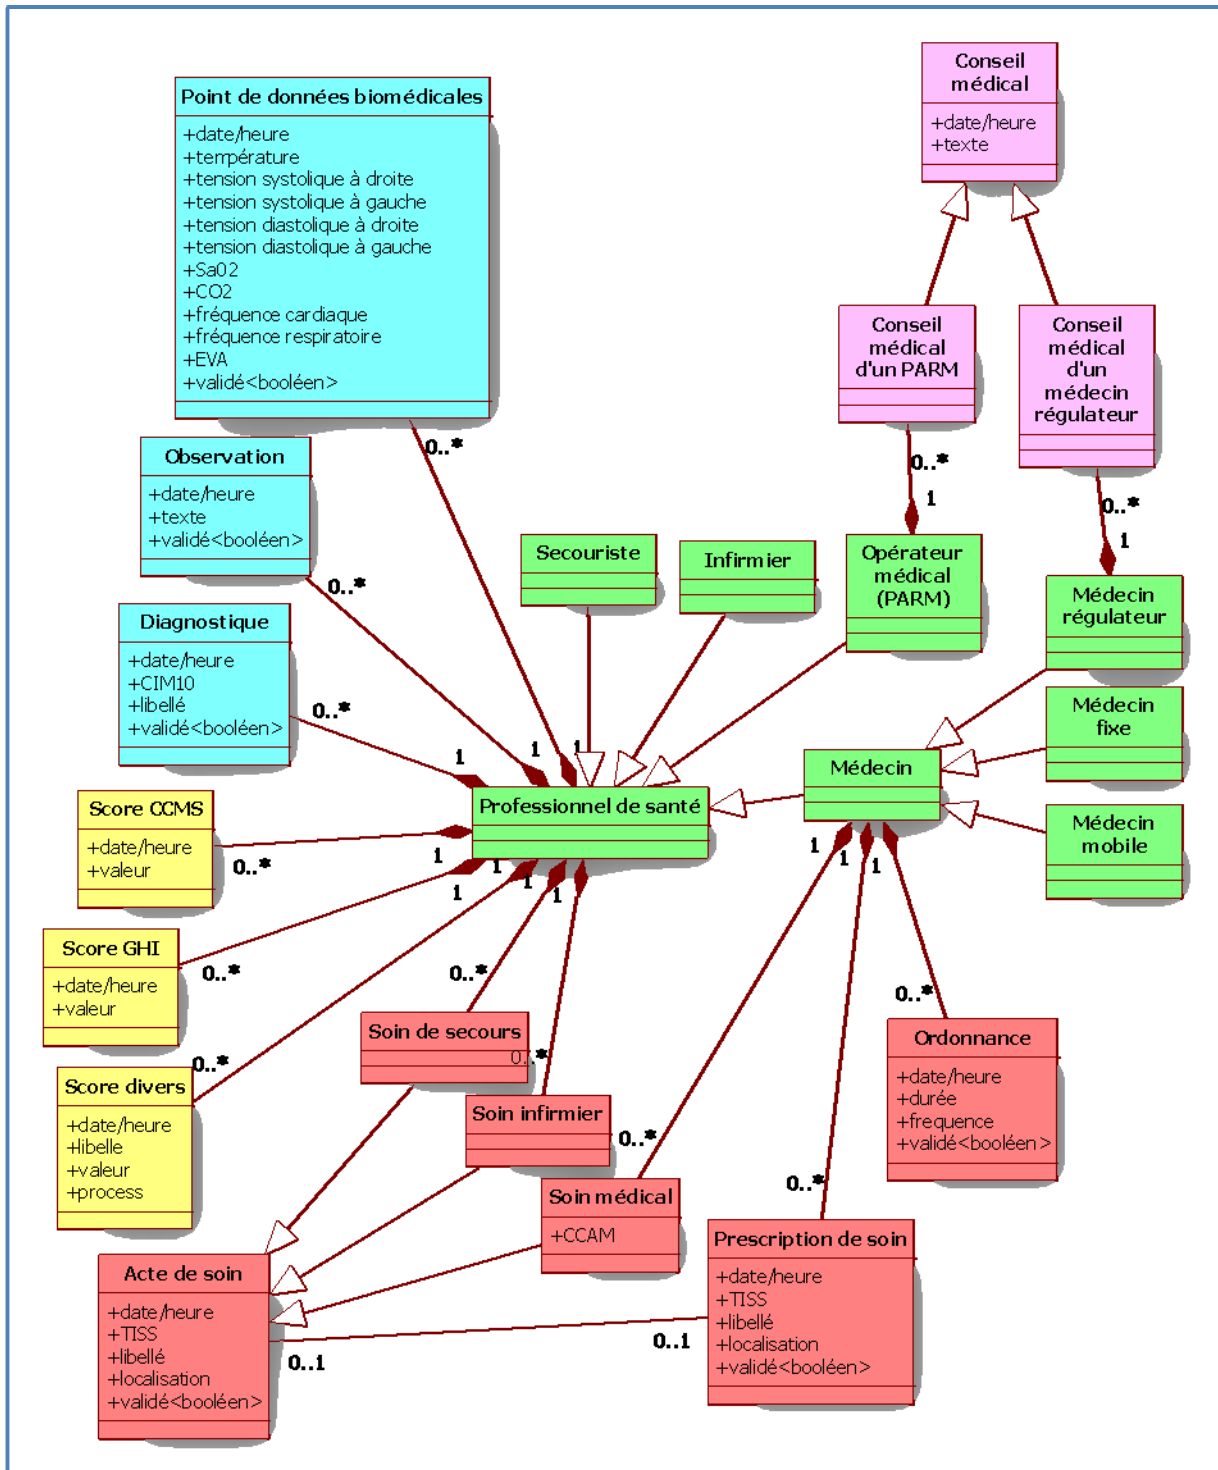 Conseil
médical
+date/heure
+texte
Point de données biomédicales
+date/heure
+température
+tension systolique à droite
+tension systolique à gauche
+tension diastolique à droite
+tension diastolique à gauche
+Sa02
+CO2
+fréquence cardiaque
+fréquence respiratoire
+EVA
+validé<booléen>
0..*
Conseil
médical
d'un PARM
0..*
1
Conseil
médical
d'un
médecin
régulateur
0..*
1
Observation
+date/heure
+texte
+validé<booléen>
0..*
1
Secouriste
Infirmier
Opérateur
médical
(PARM)
Médecin
régulateur
Médecin
fixe
Médecin
mobile
Médecin
Diagnostique
+date/heure
+CIM10
+libellé
+validé<booléen>
0..*
1
1
Professionnel de santé
Score CCMS
+date/heure
+valeur
0..*
1
1
1
1
1
1
1
1
Score GHI
+date/heure
+valeur
0..*
0..*
0..*
Soin de secours
0..*
Ordonnance
+date/heure
+durée
+frequence
+validé<booléen>
Score divers
+date/heure
+libelle
+valeur
+process
0..*
Soin infirmier
0..*
Soin médical
+CCAM
0..*
Prescription de soin
+date/heure
+TISS
+libellé
+localisation
+validé<booléen>
Acte de soin
+date/heure
+TISS
+libellé
+localisation
+validé<booléen>
0..1
0..1